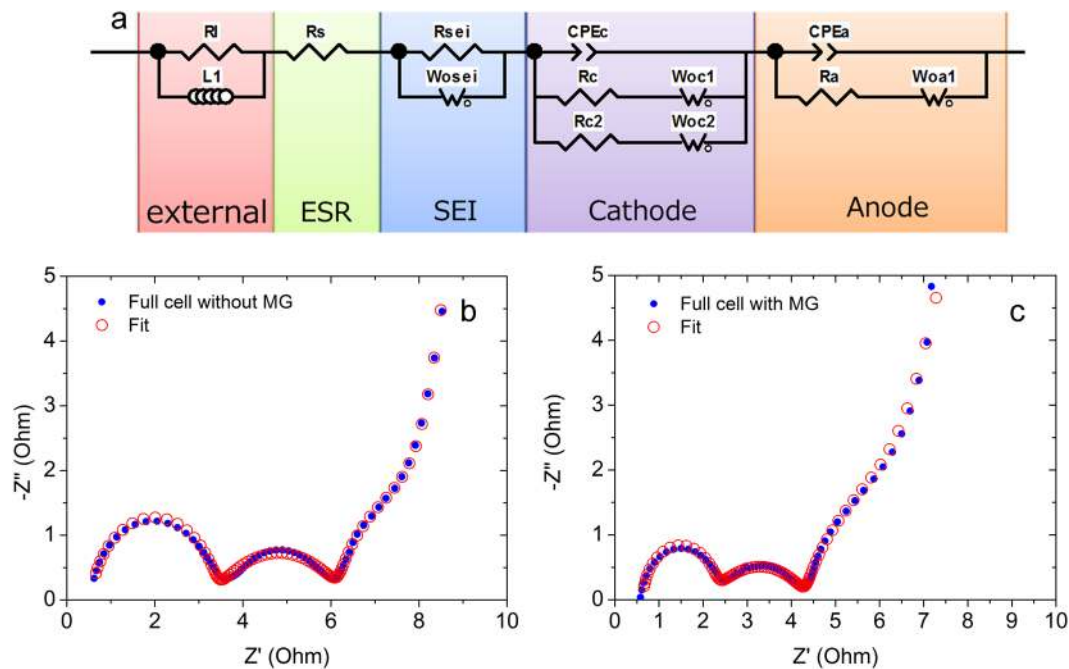 a
Rl
Rs
Rsei
CPEc
CPEa
L1
Wosei
Rc
Woc1
Ra
Woa1
Rc2
Woc2
external
ESR
SEI
Cathode
Anode
5
4
3
2
1
0
-Z'' (Ohm)
Full cell without MG
Fit
b
0 2 4 6 8 10
Z' (Ohm)
5
4
3
2
1
0
-Z'' (Ohm)
Full cell with MG
Fit
c
0 1 2 3 4 5 6 7 8 9 10
Z' (Ohm)